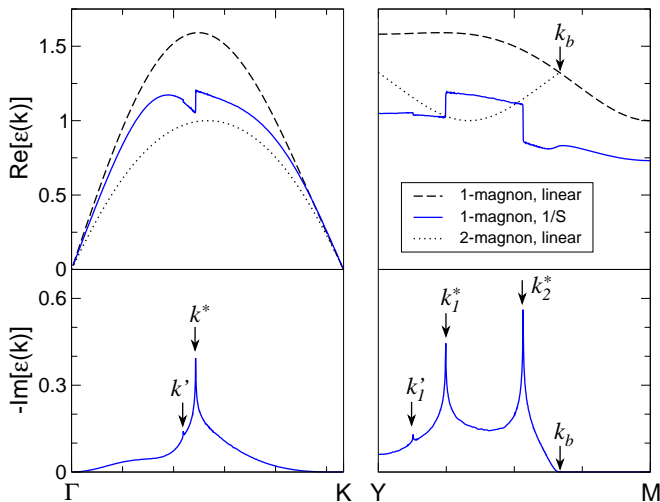 Re[ε(k)]
1.5
1
0.5
0
k_b
1-magnon, linear
1-magnon, 1/S
2-magnon, linear
-Im[ε(k)]
0.6
0.3
0
k*
k'
k_1*
k_2*
k_1'
k_b
Γ K Y M